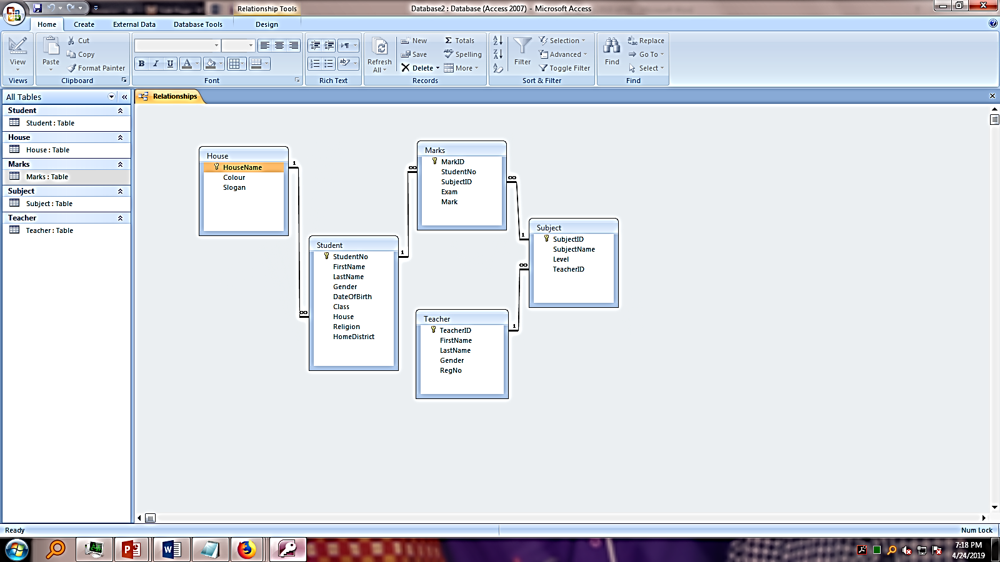 Relationship Tools
Database2 : Database (Access 2007) - Microsoft Access
Home Create External Data Database Tools Design
View
Views
Paste
Cut
Copy
Format Painter
Clipboard
B I U A
Font
Rich Text
Refresh
All
New
Save
Delete
Totals
Spelling
More
Records
Filter
Selection
Advanced
Toggle Filter
Sort & Filter
Find
Replace
Go To
Select
Find
All Tables
Student
Student : Table
House
House : Table
Marks
Marks : Table
Subject
Subject : Table
Teacher
Teacher : Table
Relationships
House
HouseName
Colour
Slogan
1
∞
Student
StudentNo
FirstName
LastName
Gender
DateOfBirth
Class
House
Religion
HomeDistrict
1
∞
Marks
MarkID
StudentNo
SubjectID
Exam
Mark
∞
1
Subject
SubjectID
SubjectName
Level
TeacherID
∞
1
Teacher
TeacherID
FirstName
LastName
Gender
RegNo
Ready
Num Lock
7:18 PM
4/24/2019